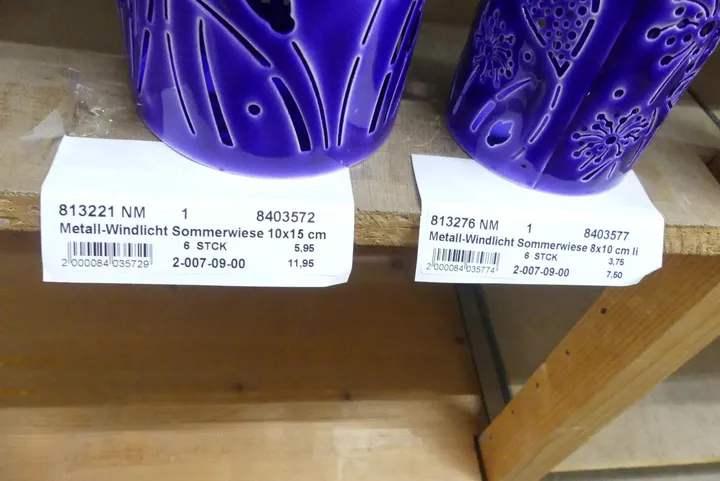 813221 NM 1 8403572
Metall-Windlicht Sommerwiese 10x15 cm
6 STCK 5,95
2 000084 035729 2-007-09-00 11,95
813276 NM 1 8403577
Metall-Windlicht Sommerwiese 8x10 cm li
6 STCK 3,75
2 000084 035774 2-007-09-00 7,50